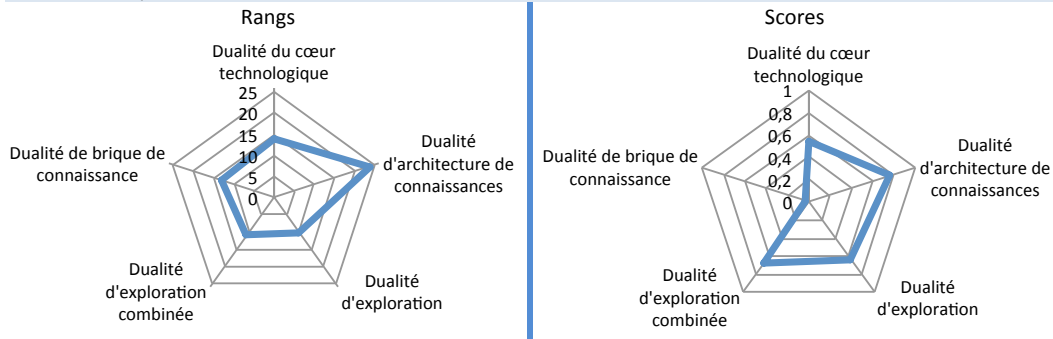 Rangs
Dualité du cœur
technologique
25
20
15
10
5
0
Dualité
d'architecture de
connaissances
Dualité
d'exploration
Dualité
d'exploration
combinée
Dualité de brique de
connaissance
Scores
Dualité du cœur
technologique
1
0,8
0,6
0,4
0,2
0
Dualité
d'architecture de
connaissances
Dualité
d'exploration
Dualité
d'exploration
combinée
Dualité de brique de
connaissance